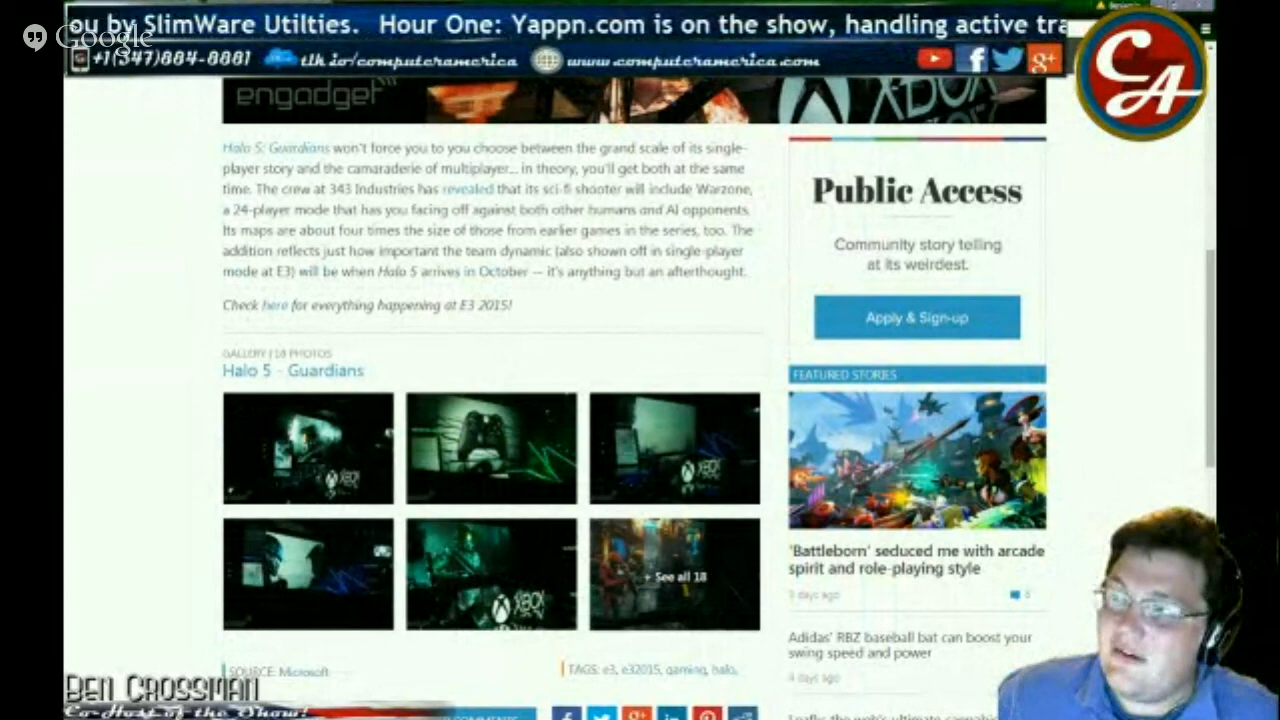 ou by SlimWare Utilties. Hour One: Yappn.com is on the show, handling active tra
Google
+1(347)884-8881 tlk.io/computeramerica www.computeramerica.com
CA
engadget
XBOX
Halo 5: Guardians won't force you to you choose between the grand scale of its single-
player story and the camaraderie of multiplayer... in theory, you'll get both at the same
time. The crew at 343 Industries has revealed that its sci-fi shooter will include Warzone,
a 24-player mode that has you facing off against both other humans and AI opponents.
Its maps are about four times the size of those from earlier games in the series, too. The
addition reflects just how important the team dynamic (also shown off in single-player
mode at E3) will be when Halo 5 arrives in October — it's anything but an afterthought.
Check here for everything happening at E3 2015!
GALLERY | 18 PHOTOS
Halo 5 - Guardians
XBOX
XBOX
XBOX
+ See all 18
SOURCE: Microsoft
TAGS: e3, e32015, gaming, halo,
COMMENTS
Public Access
Community story telling
at its weirdest.
Apply & Sign-up
FEATURED STORIES
'Battleborn' seduced me with arcade
spirit and role-playing style
3 days ago
Adidas' RBZ baseball bat can boost your
swing speed and power
4 days ago
Ben Crossman
Co-Host of the Show!